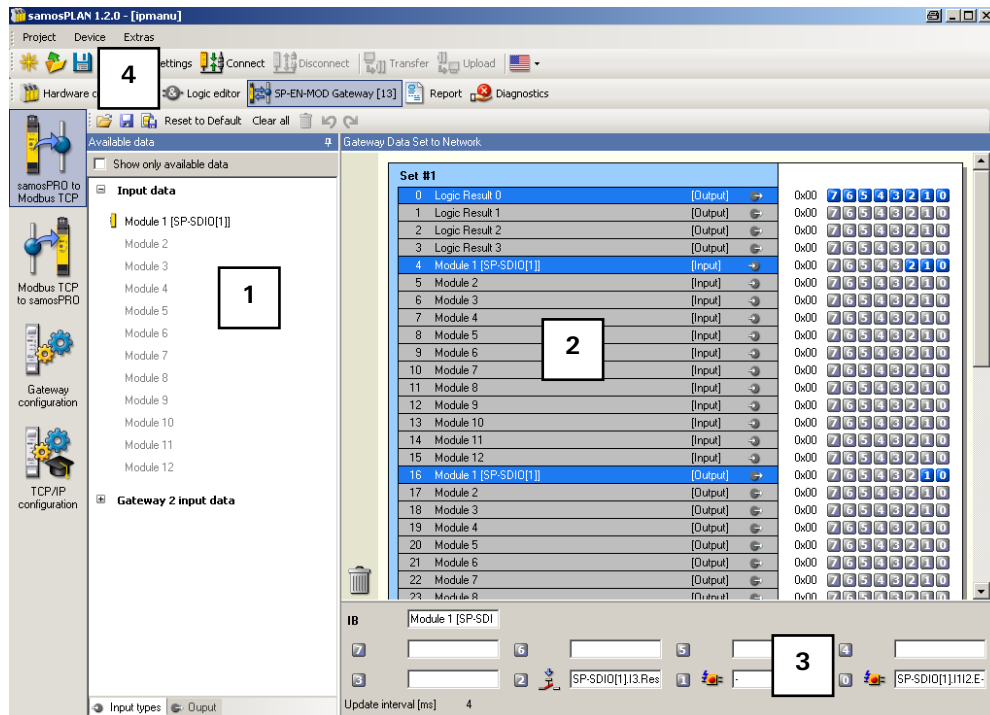 samosPLAN 1.2.0 - [ipmanu]
Project Device Extras
4
ettings Connect Disconnect Transfer Upload
Hardware c Logic editor SP-EN-MOD Gateway [13] Report Diagnostics
Reset to Default Clear all
Available data
Gateway Data Set to Network
Show only available data
samosPRO to
Modbus TCP
Modbus TCP
to samosPRO
Gateway
configuration
TCP/IP
configuration
Input data
Module 1 [SP-SDIO[1]]
Module 2
Module 3
Module 4
Module 5
Module 6
Module 7
Module 8
Module 9
Module 10
Module 11
Module 12
Gateway 2 input data
1
Input types Ouput
Set #1
0 Logic Result 0 [Output] 0x00 7 6 5 4 3 2 1 0
1 Logic Result 1 [Output] 0x00 7 6 5 4 3 2 1 0
2 Logic Result 2 [Output] 0x00 7 6 5 4 3 2 1 0
3 Logic Result 3 [Output] 0x00 7 6 5 4 3 2 1 0
4 Module 1 [SP-SDIO[1]] [Input] 0x00 7 6 5 4 3 2 1 0
5 Module 2 [Input] 0x00 7 6 5 4 3 2 1 0
6 Module 3 [Input] 0x00 7 6 5 4 3 2 1 0
7 Module 4 [Input] 0x00 7 6 5 4 3 2 1 0
8 Module 5 [Input] 0x00 7 6 5 4 3 2 1 0
9 Module 6 [Input] 0x00 7 6 5 4 3 2 1 0
10 Module 7 [Input] 0x00 7 6 5 4 3 2 1 0
11 Module 8 [Input] 0x00 7 6 5 4 3 2 1 0
12 Module 9 [Input] 0x00 7 6 5 4 3 2 1 0
13 Module 10 [Input] 0x00 7 6 5 4 3 2 1 0
14 Module 11 [Input] 0x00 7 6 5 4 3 2 1 0
15 Module 12 [Input] 0x00 7 6 5 4 3 2 1 0
16 Module 1 [SP-SDIO[1]] [Output] 0x00 7 6 5 4 3 2 1 0
17 Module 2 [Output] 0x00 7 6 5 4 3 2 1 0
18 Module 3 [Output] 0x00 7 6 5 4 3 2 1 0
19 Module 4 [Output] 0x00 7 6 5 4 3 2 1 0
20 Module 5 [Output] 0x00 7 6 5 4 3 2 1 0
21 Module 6 [Output] 0x00 7 6 5 4 3 2 1 0
22 Module 7 [Output] 0x00 7 6 5 4 3 2 1 0
23 Module 8 [Output] 0x00 7 6 5 4 3 2 1 0
2
IB Module 1 [SP-SDI
7 6 5 4
3 2 SP-SDIO[1].I3.Res 1 - 0 SP-SDIO[1].I1I2.E-
3
Update interval [ms] 4